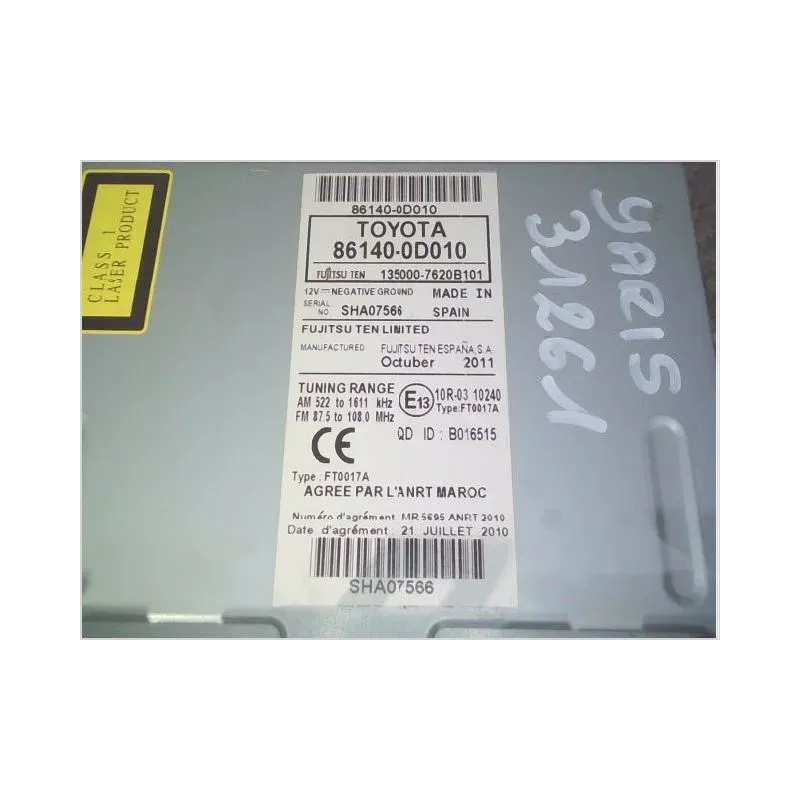 CLASS 1
LASER PRODUCT
86140-0D010
TOYOTA
86140-0D010
FUJITSU TEN 135000-7620B101
12V NEGATIVE GROUND MADE IN
SERIAL NO SHA07566 SPAIN
FUJITSU TEN LIMITED
MANUFACTURED FUJITSU TEN ESPAÑA,S.A.
Octuber 2011
TUNING RANGE
AM 522 to 1611 kHz
FM 87.5 to 108.0 MHz
E13
10R-03 10240
Type:FT0017A
QD ID : B016515
CE
Type : FT0017A
AGREE PAR L'ANRT MAROC
Numéro d'agrément MR 5695 ANRT 2010
Date d'agrément: 21 JUILLET 2010
SHA07566
YARIS
31261